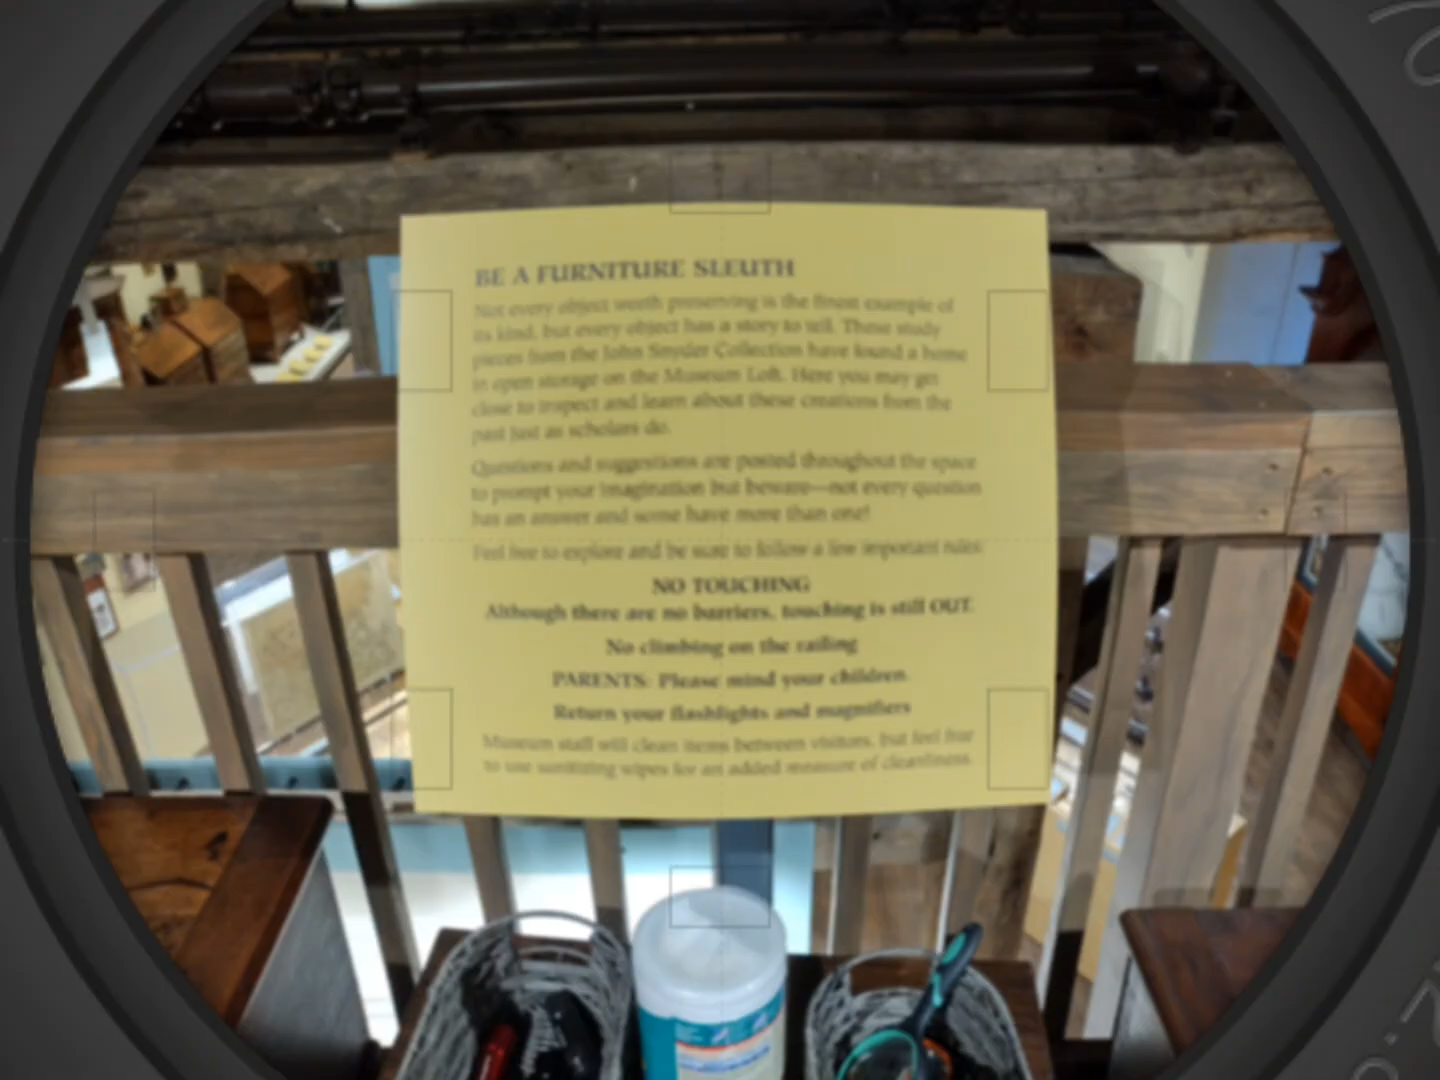 BE A FURNITURE SLEUTH
Not every object worth preserving is the finest example of
its kind, but every object has a story to tell. These study
pieces from the John Snyder Collection have found a home
in open storage on the Museum Loft. Here you may get
close to inspect and learn about these creations from the
past just as scholars do.
Questions and suggestions are posted throughout the space
to prompt your imagination but beware—not every question
has an answer and some have more than one!
Feel free to explore and be sure to follow a few important rules:
NO TOUCHING
Although there are no barriers, touching is still OUT.
No climbing on the railing
PARENTS: Please mind your children.
Return your flashlights and magnifiers
Museum staff will clean items between visitors, but feel free
to use sanitizing wipes for an added measure of cleanliness.